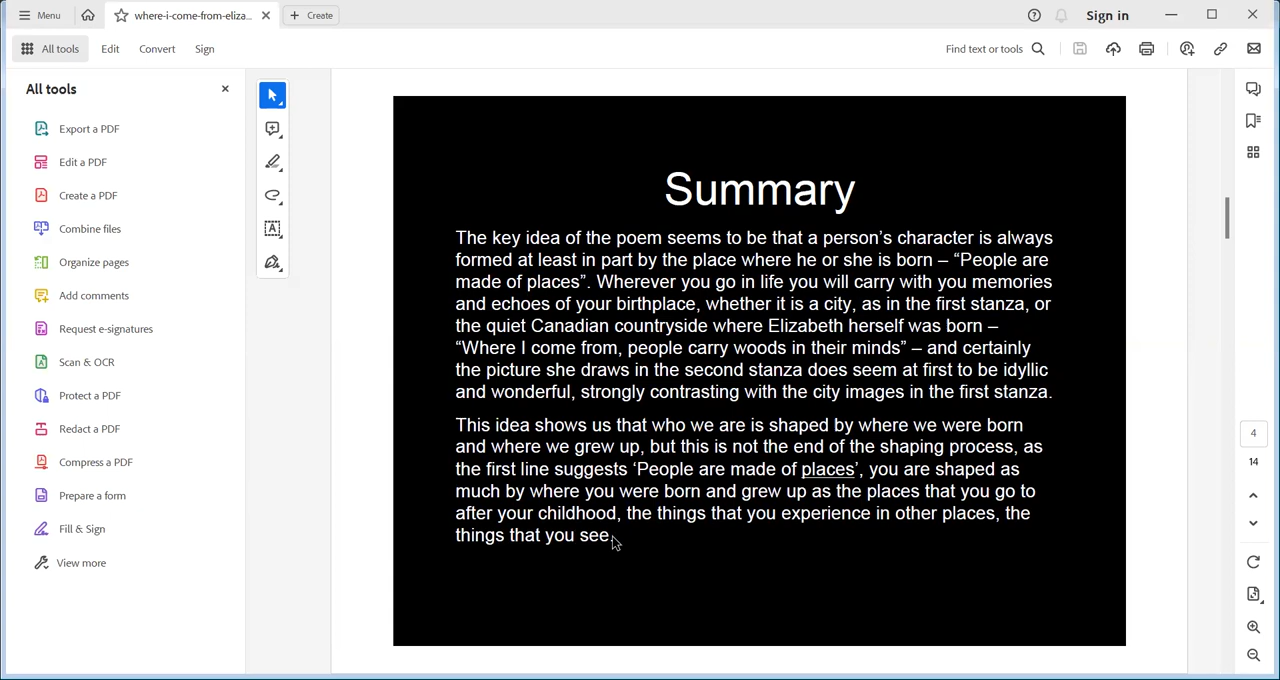 Menu
where-i-come-from-eliza...
Create
Sign in
All tools
Edit
Convert
Sign
Find text or tools
All tools
Export a PDF
Edit a PDF
Create a PDF
Combine files
Organize pages
Add comments
Request e-signatures
Scan & OCR
Protect a PDF
Redact a PDF
Compress a PDF
Prepare a form
Fill & Sign
View more
Summary
The key idea of the poem seems to be that a person’s character is always
formed at least in part by the place where he or she is born – “People are
made of places”. Wherever you go in life you will carry with you memories
and echoes of your birthplace, whether it is a city, as in the first stanza, or
the quiet Canadian countryside where Elizabeth herself was born –
“Where I come from, people carry woods in their minds” – and certainly
the picture she draws in the second stanza does seem at first to be idyllic
and wonderful, strongly contrasting with the city images in the first stanza.
This idea shows us that who we are is shaped by where we were born
and where we grew up, but this is not the end of the shaping process, as
the first line suggests ‘People are made of places’, you are shaped as
much by where you were born and grew up as the places that you go to
after your childhood, the things that you experience in other places, the
things that you see.
4
14